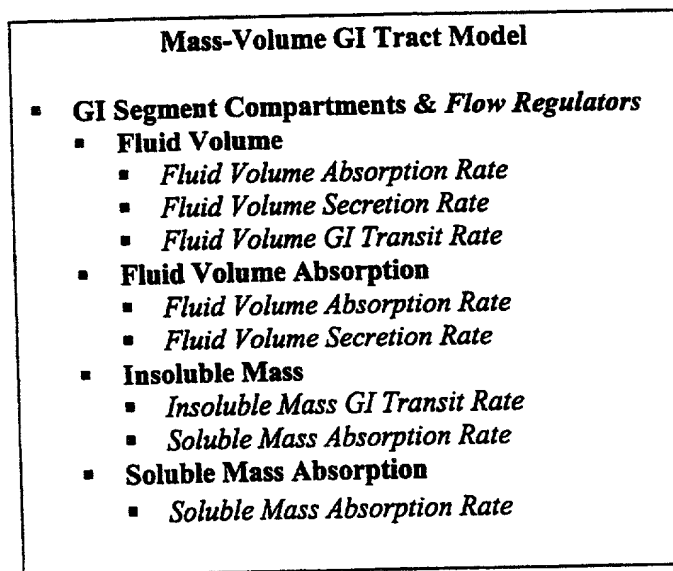 Mass-Volume GI Tract Model
▪ GI Segment Compartments & Flow Regulators
▪ Fluid Volume
▪ Fluid Volume Absorption Rate
▪ Fluid Volume Secretion Rate
▪ Fluid Volume GI Transit Rate
▪ Fluid Volume Absorption
▪ Fluid Volume Absorption Rate
▪ Fluid Volume Secretion Rate
▪ Insoluble Mass
▪ Insoluble Mass GI Transit Rate
▪ Soluble Mass Absorption Rate
▪ Soluble Mass Absorption
▪ Soluble Mass Absorption Rate